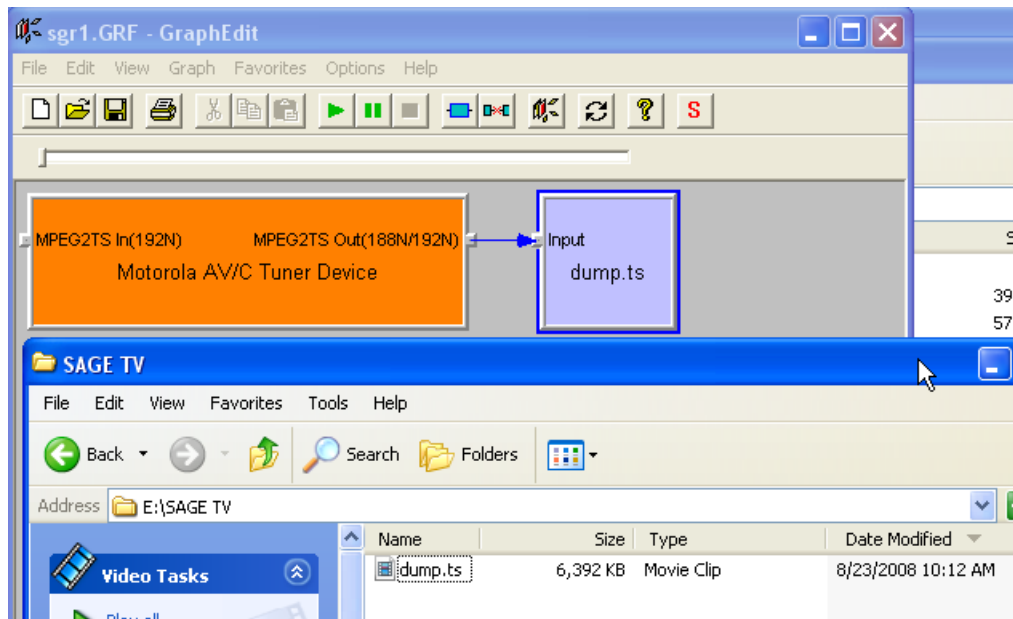 sgr1.GRF - GraphEdit
File Edit View Graph Favorites Options Help
S
MPEG2TS In(192N) MPEG2TS Out(188N/192N) Input
Motorola AV/C Tuner Device dump.ts
39
57
SAGE TV
File Edit View Favorites Tools Help
Back Search Folders
Address E:\SAGE TV
Name Size Type Date Modified
Video Tasks dump.ts 6,392 KB Movie Clip 8/23/2008 10:12 AM
Play all